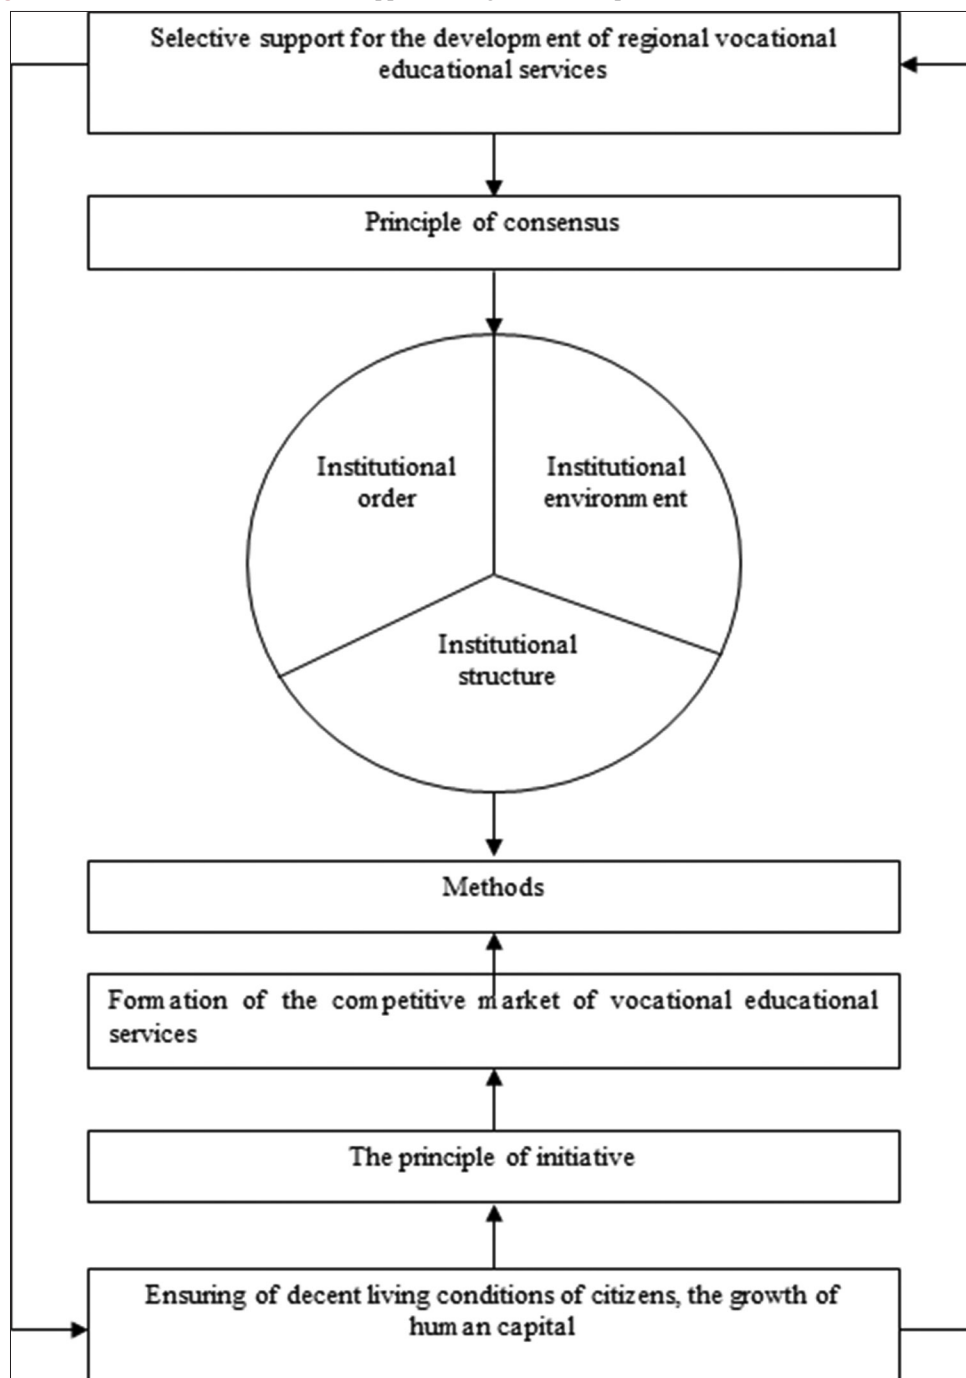 Selective support for the development of regional vocational
educational services
Principle of consensus
Institutional
order
Institutional
environment
Institutional
structure
Methods
Formation of the competitive market of vocational educational
services
The principle of initiative
Ensuring of decent living conditions of citizens, the growth of
human capital